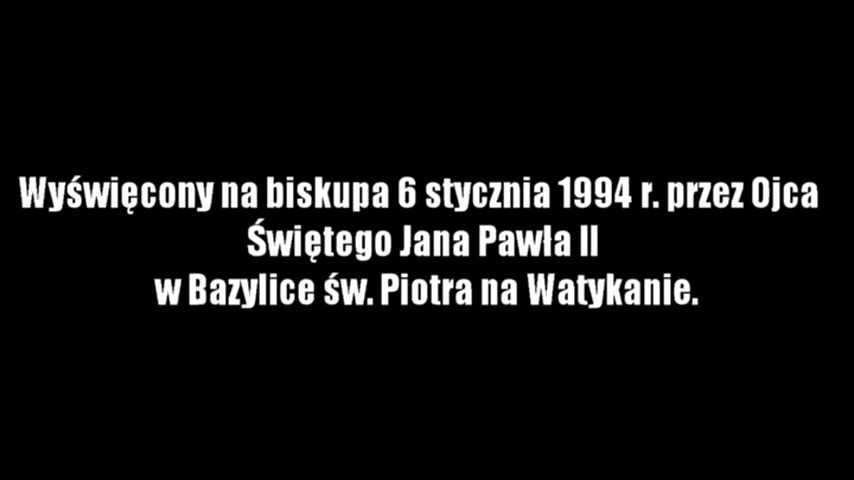 Wyświęcony na biskupa 6 stycznia 1994 r. przez Ojca
Świętego Jana Pawła II
w Bazylice św. Piotra na Watykanie.